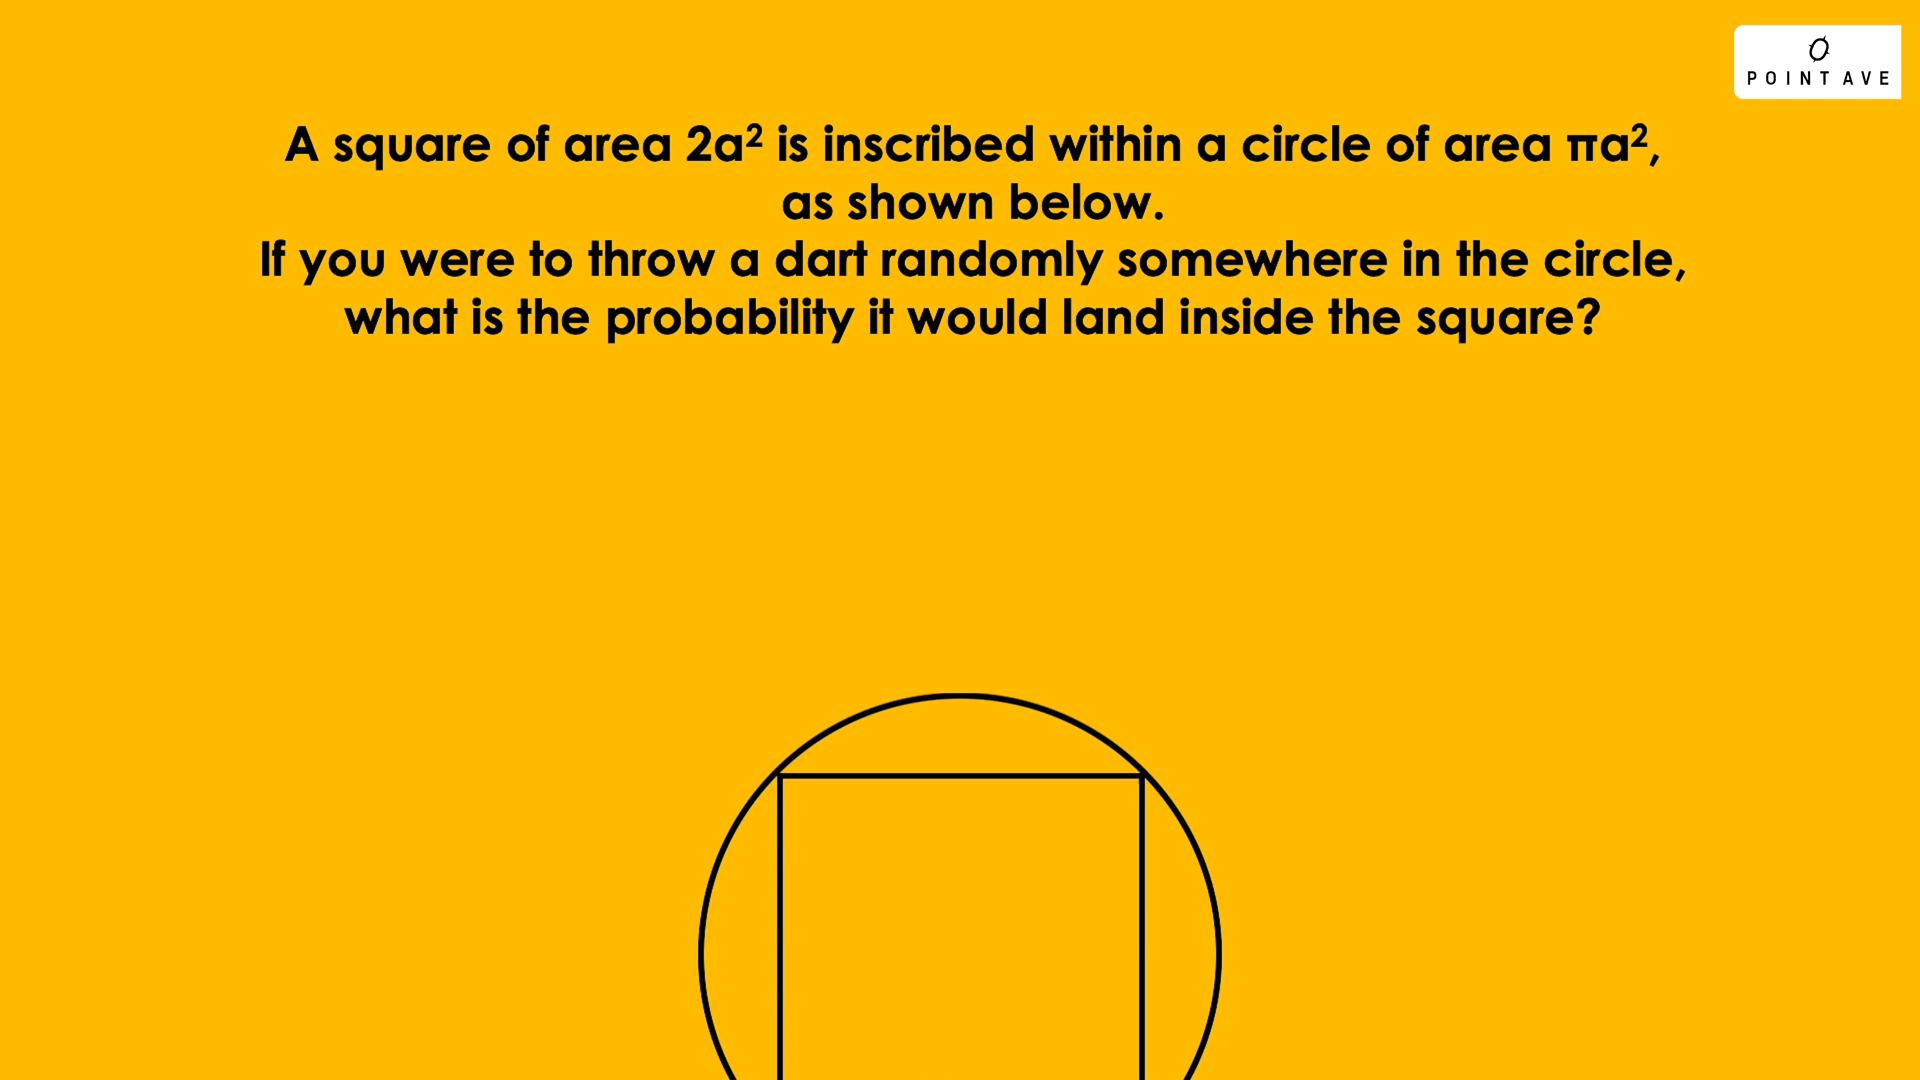 POINT AVE
A square of area 2a² is inscribed within a circle of area πa²,
as shown below.
If you were to throw a dart randomly somewhere in the circle,
what is the probability it would land inside the square?